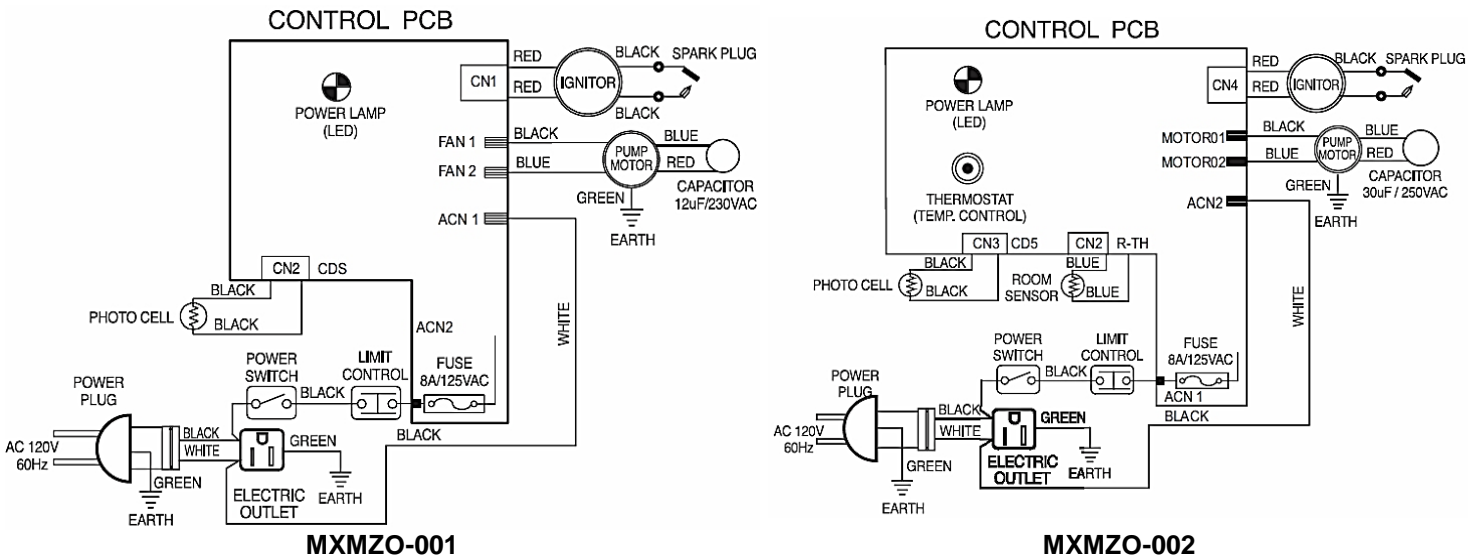 CONTROL PCB
RED
BLACK
SPARK PLUG
CN1
IGNITOR
RED
BLACK
POWER LAMP
(LED)
FAN 1
BLACK
BLUE
PUMP
MOTOR
FAN 2
BLUE
RED
CAPACITOR
12uF/230VAC
GREEN
EARTH
ACN 1
CN2
CDS
BLACK
PHOTO CELL
BLACK
WHITE
ACN2
POWER
SWITCH
LIMIT
CONTROL
FUSE
8A/125VAC
BLACK
POWER
PLUG
AC 120V
60Hz
BLACK
WHITE
GREEN
BLACK
GREEN
EARTH
ELECTRIC
OUTLET
EARTH
MXMZO-001
CONTROL PCB
RED
BLACK
SPARK PLUG
CN4
RED
IGNITOR
POWER LAMP
(LED)
MOTOR01
BLACK
BLUE
PUMP
MOTOR
MOTOR02
BLUE
RED
CAPACITOR
30uF / 250VAC
GREEN
EARTH
THERMOSTAT
(TEMP. CONTROL)
ACN2
CN3
CD5
CN2
R-TH
BLACK
BLUE
PHOTO CELL
BLACK
ROOM
SENSOR
BLUE
WHITE
POWER
SWITCH
LIMIT
CONTROL
FUSE
8A/125VAC
BLACK
ACN 1
POWER
PLUG
AC 120V
60Hz
BLACK
WHITE
GREEN
BLACK
GREEN
EARTH
ELECTRIC
OUTLET
EARTH
MXMZO-002